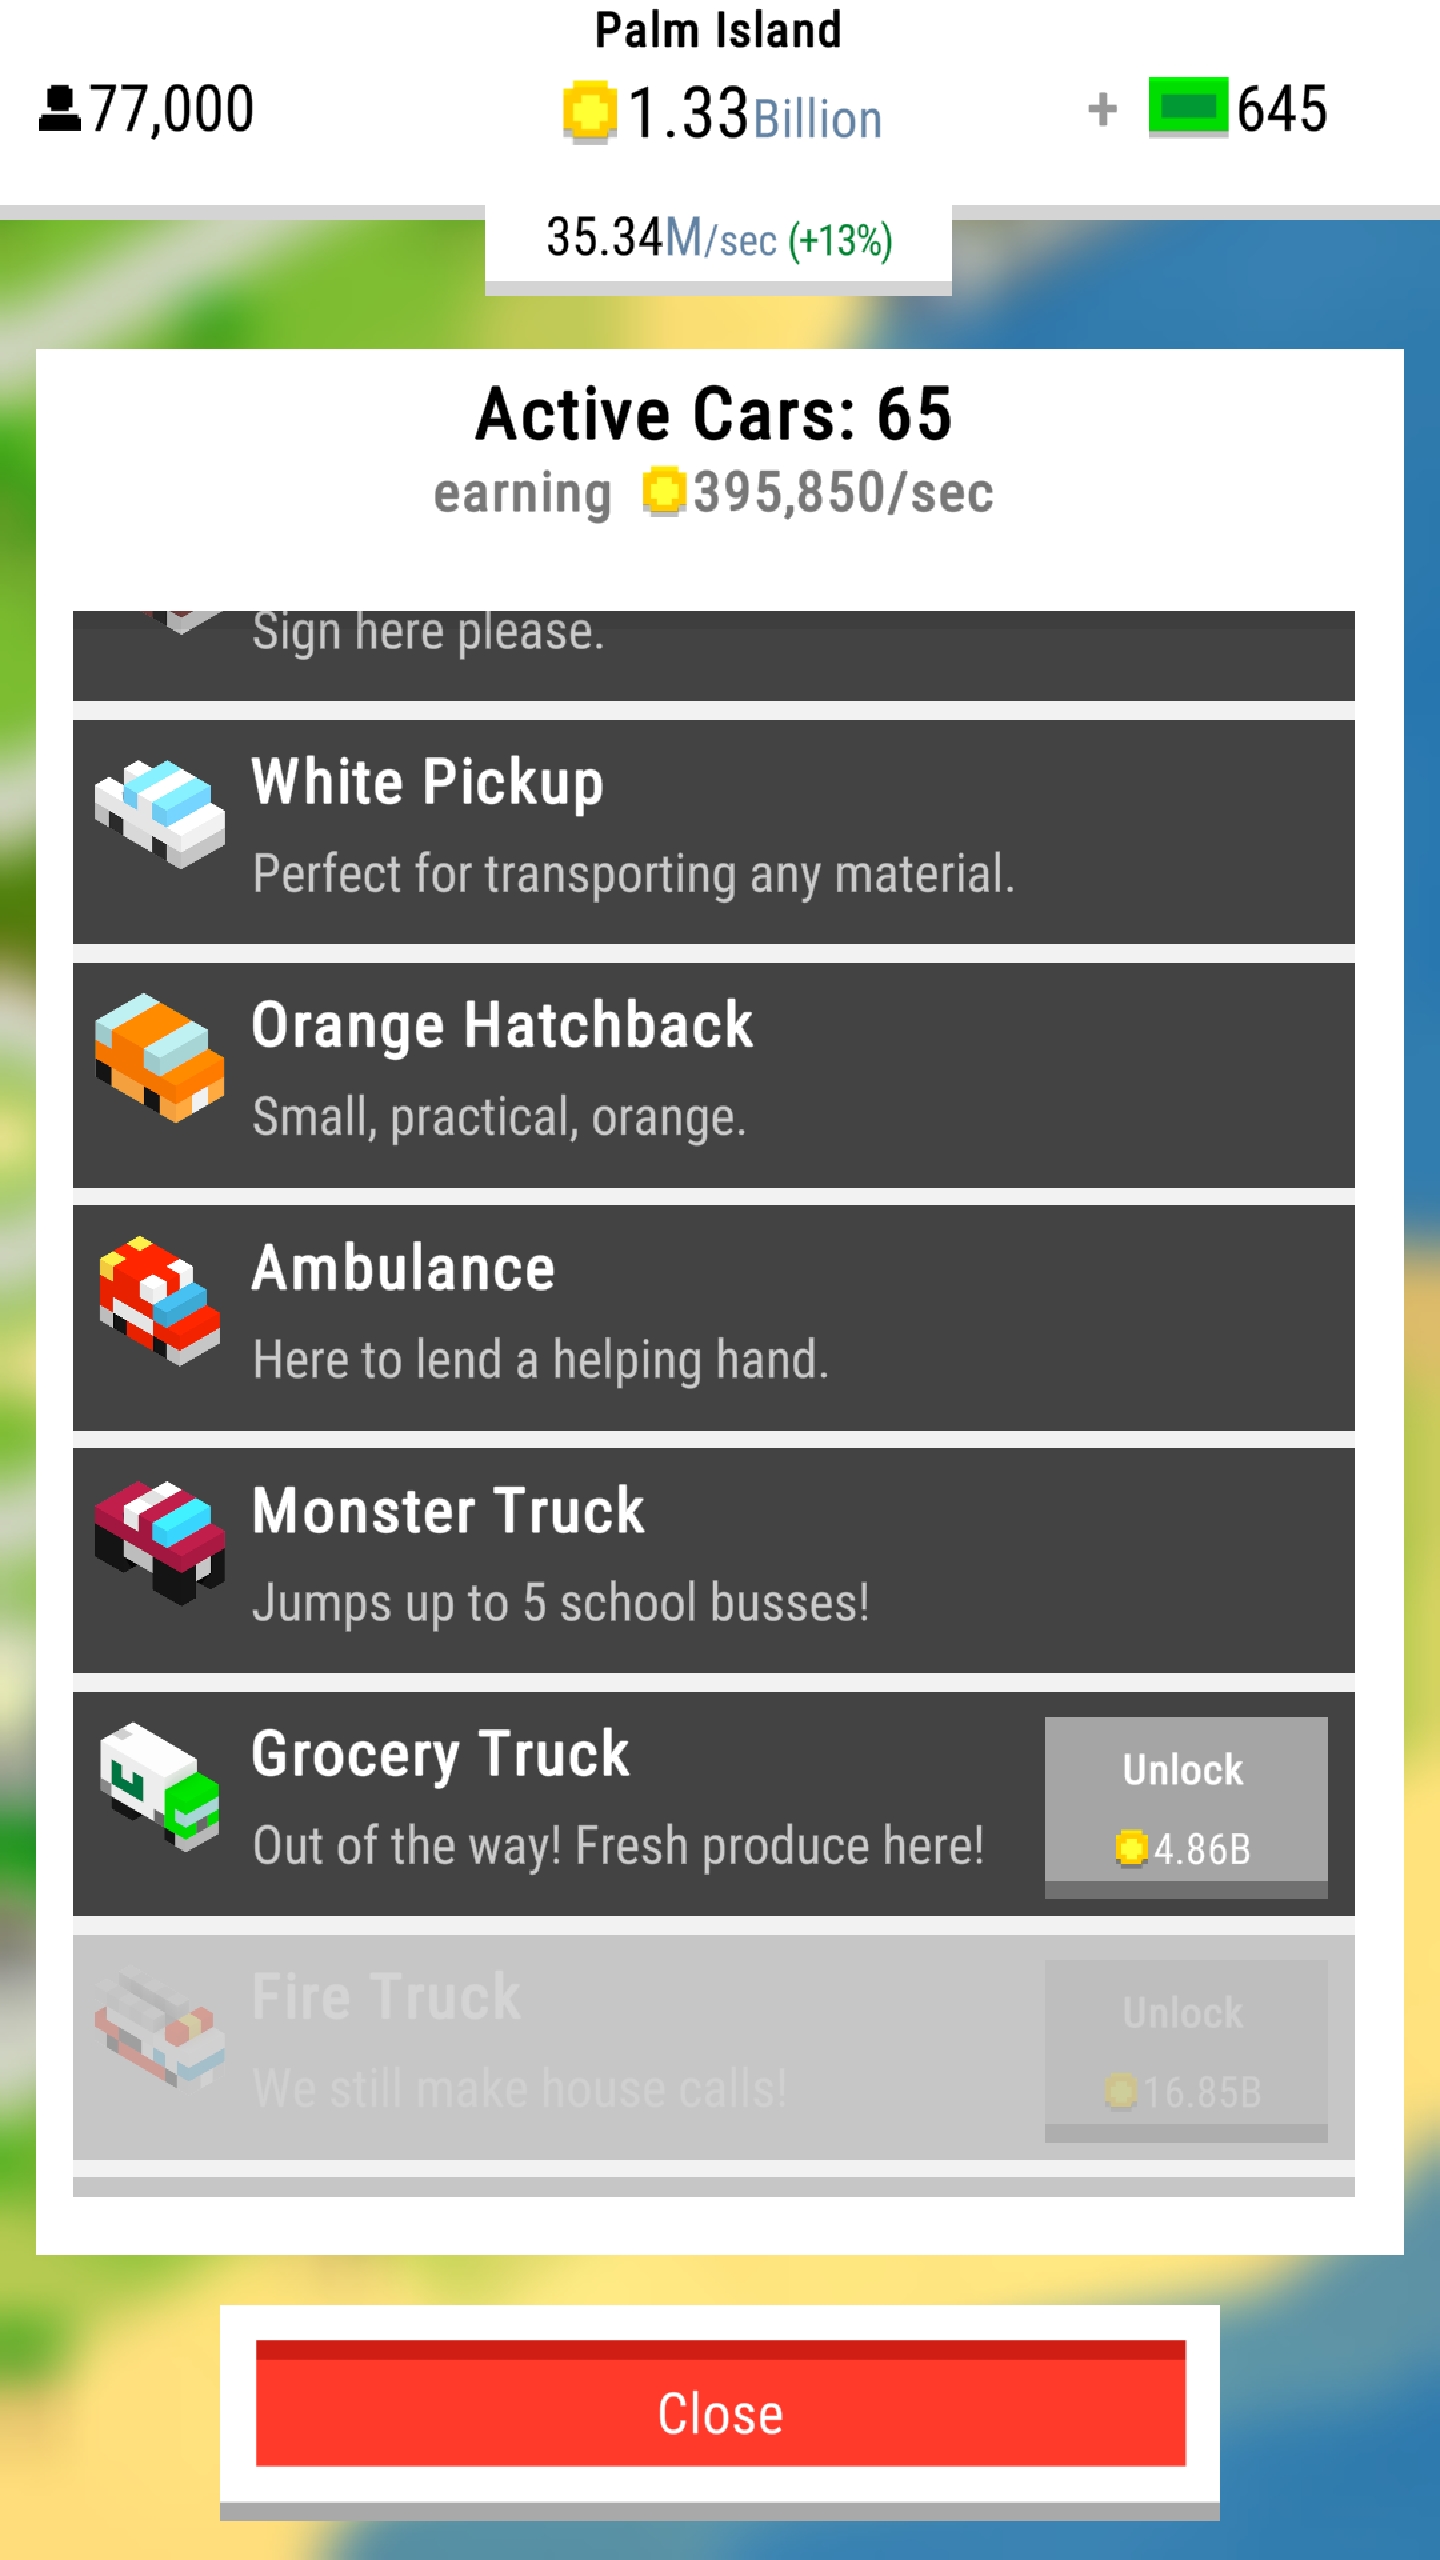 Palm Island
77,000
1.33Billion
+ 645
35.34M/sec (+13%)
Active Cars: 65
earning 395,850/sec
Sign here please.
White Pickup
Perfect for transporting any material.
Orange Hatchback
Small, practical, orange.
Ambulance
Here to lend a helping hand.
Monster Truck
Jumps up to 5 school busses!
Grocery Truck
Out of the way! Fresh produce here!
Unlock
4.86B
Fire Truck
We still make house calls!
Unlock
16.85B
Close